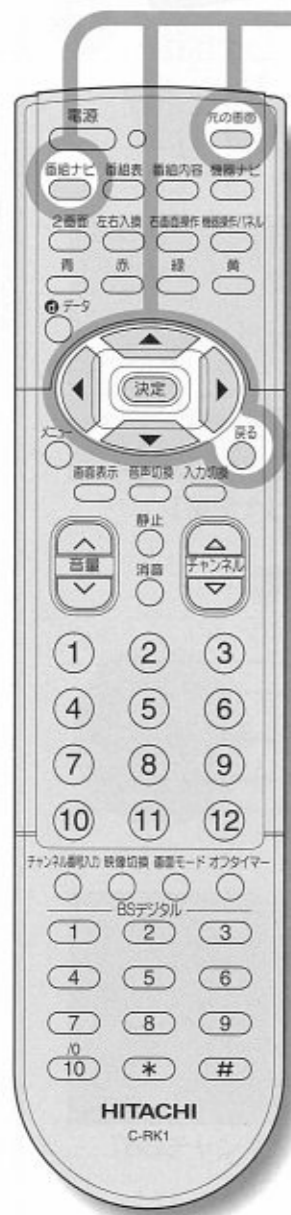 電源 元の画面
番組ナビ 番組表 番組内容 機器ナビ
2画面 左右入換 右画面操作 機器操作パネル
青 赤 緑 黄
d データ
決定
メニュー 戻る
画面表示 音声切換 入力切換
静止
音量 消音 チャンネル
1 2 3
4 5 6
7 8 9
10 11 12
チャンネル番号入力 映像切換 画面モード オフタイマー
BSデジタル
1 2 3
4 5 6
7 8 9
/0
10 * #
HITACHI
C-RK1